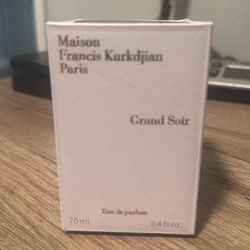 Maison
Francis Kurkdjian
Paris
Grand Soir
Eau de parfum
70 ml
2.4 fl.oz.